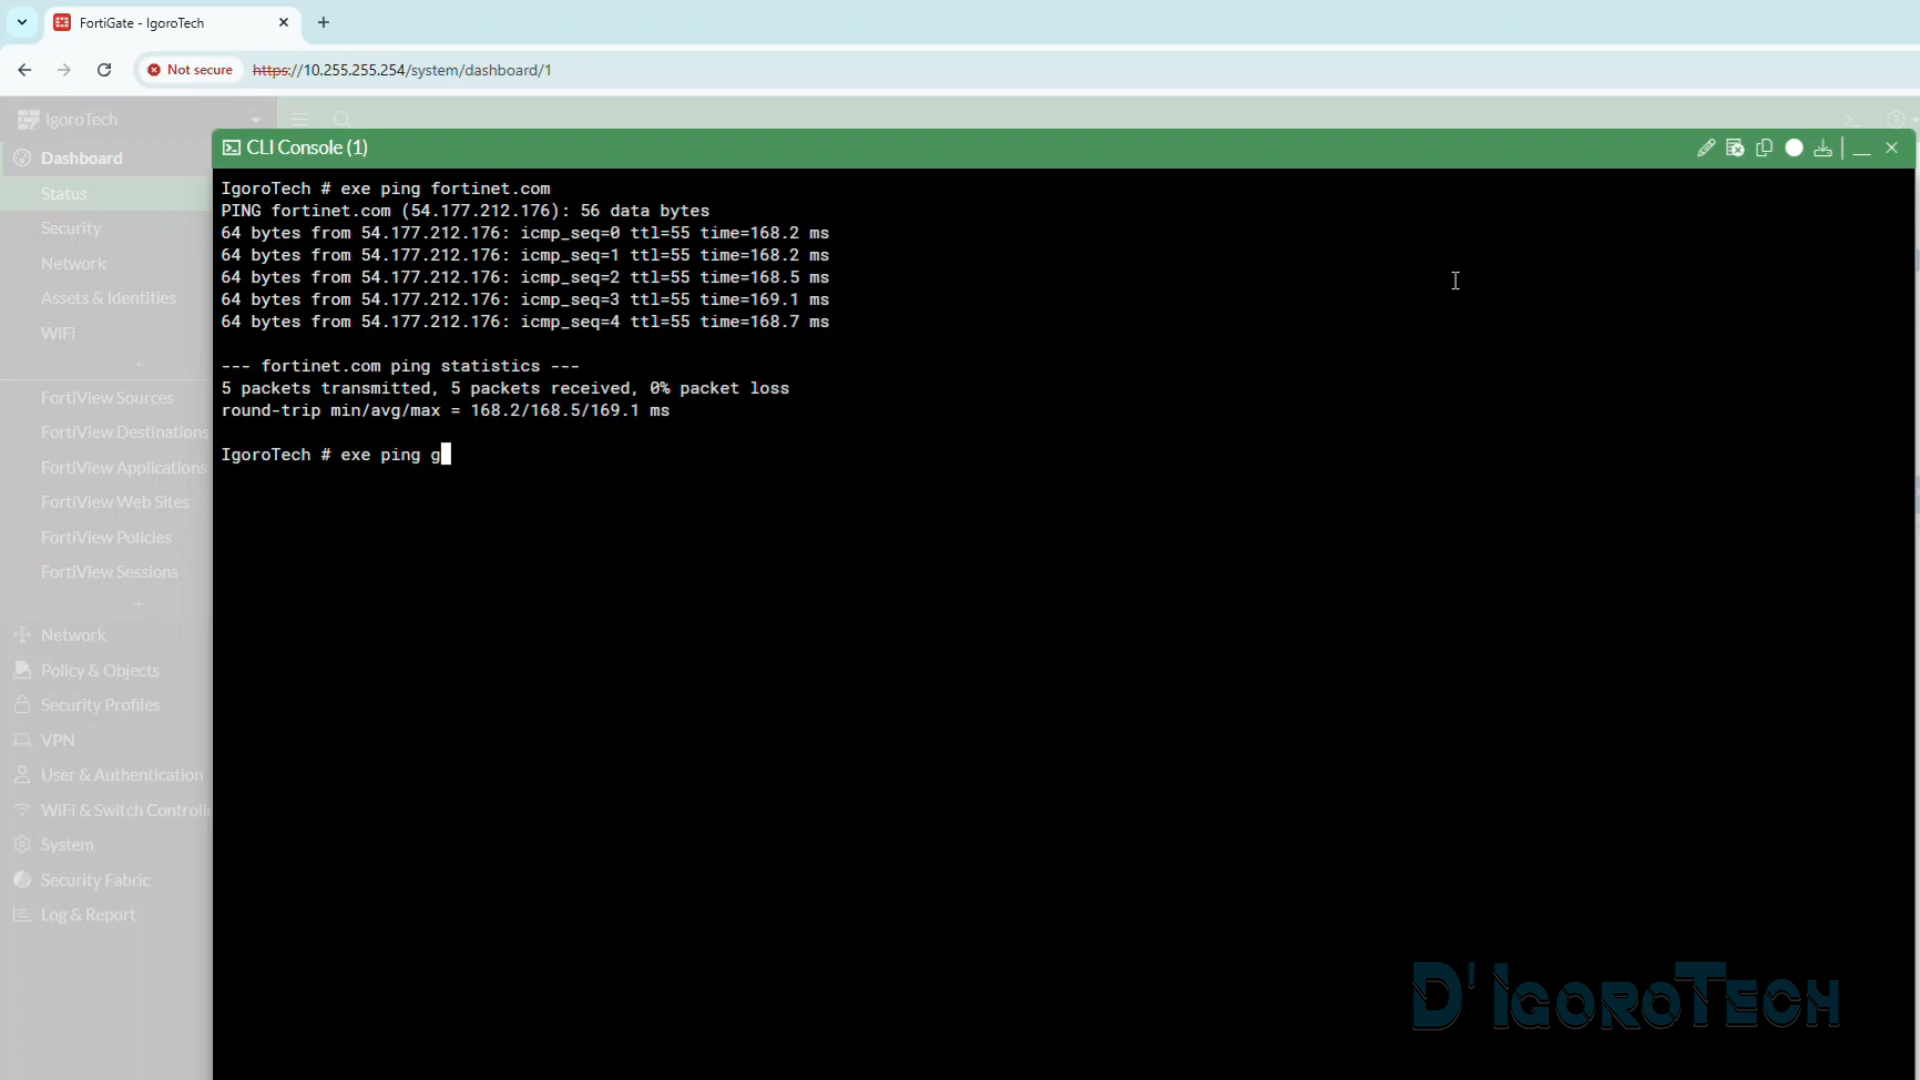 FortiGate - IgoroTech
Not secure https://10.255.255.254/system/dashboard/1
IgoroTech
CLI Console (1)
Dashboard
Status
Security
Network
Assets & Identities
WiFi
FortiView Sources
FortiView Destinations
FortiView Applications
FortiView Web Sites
FortiView Policies
FortiView Sessions
Network
Policy & Objects
Security Profiles
VPN
User & Authentication
WiFi & Switch Controlle
System
Security Fabric
Log & Report
IgoroTech # exe ping fortinet.com
PING fortinet.com (54.177.212.176): 56 data bytes
64 bytes from 54.177.212.176: icmp_seq=0 ttl=55 time=168.2 ms
64 bytes from 54.177.212.176: icmp_seq=1 ttl=55 time=168.2 ms
64 bytes from 54.177.212.176: icmp_seq=2 ttl=55 time=168.5 ms
64 bytes from 54.177.212.176: icmp_seq=3 ttl=55 time=169.1 ms
64 bytes from 54.177.212.176: icmp_seq=4 ttl=55 time=168.7 ms
--- fortinet.com ping statistics ---
5 packets transmitted, 5 packets received, 0% packet loss
round-trip min/avg/max = 168.2/168.5/169.1 ms
IgoroTech # exe ping g
D'IgoroTech